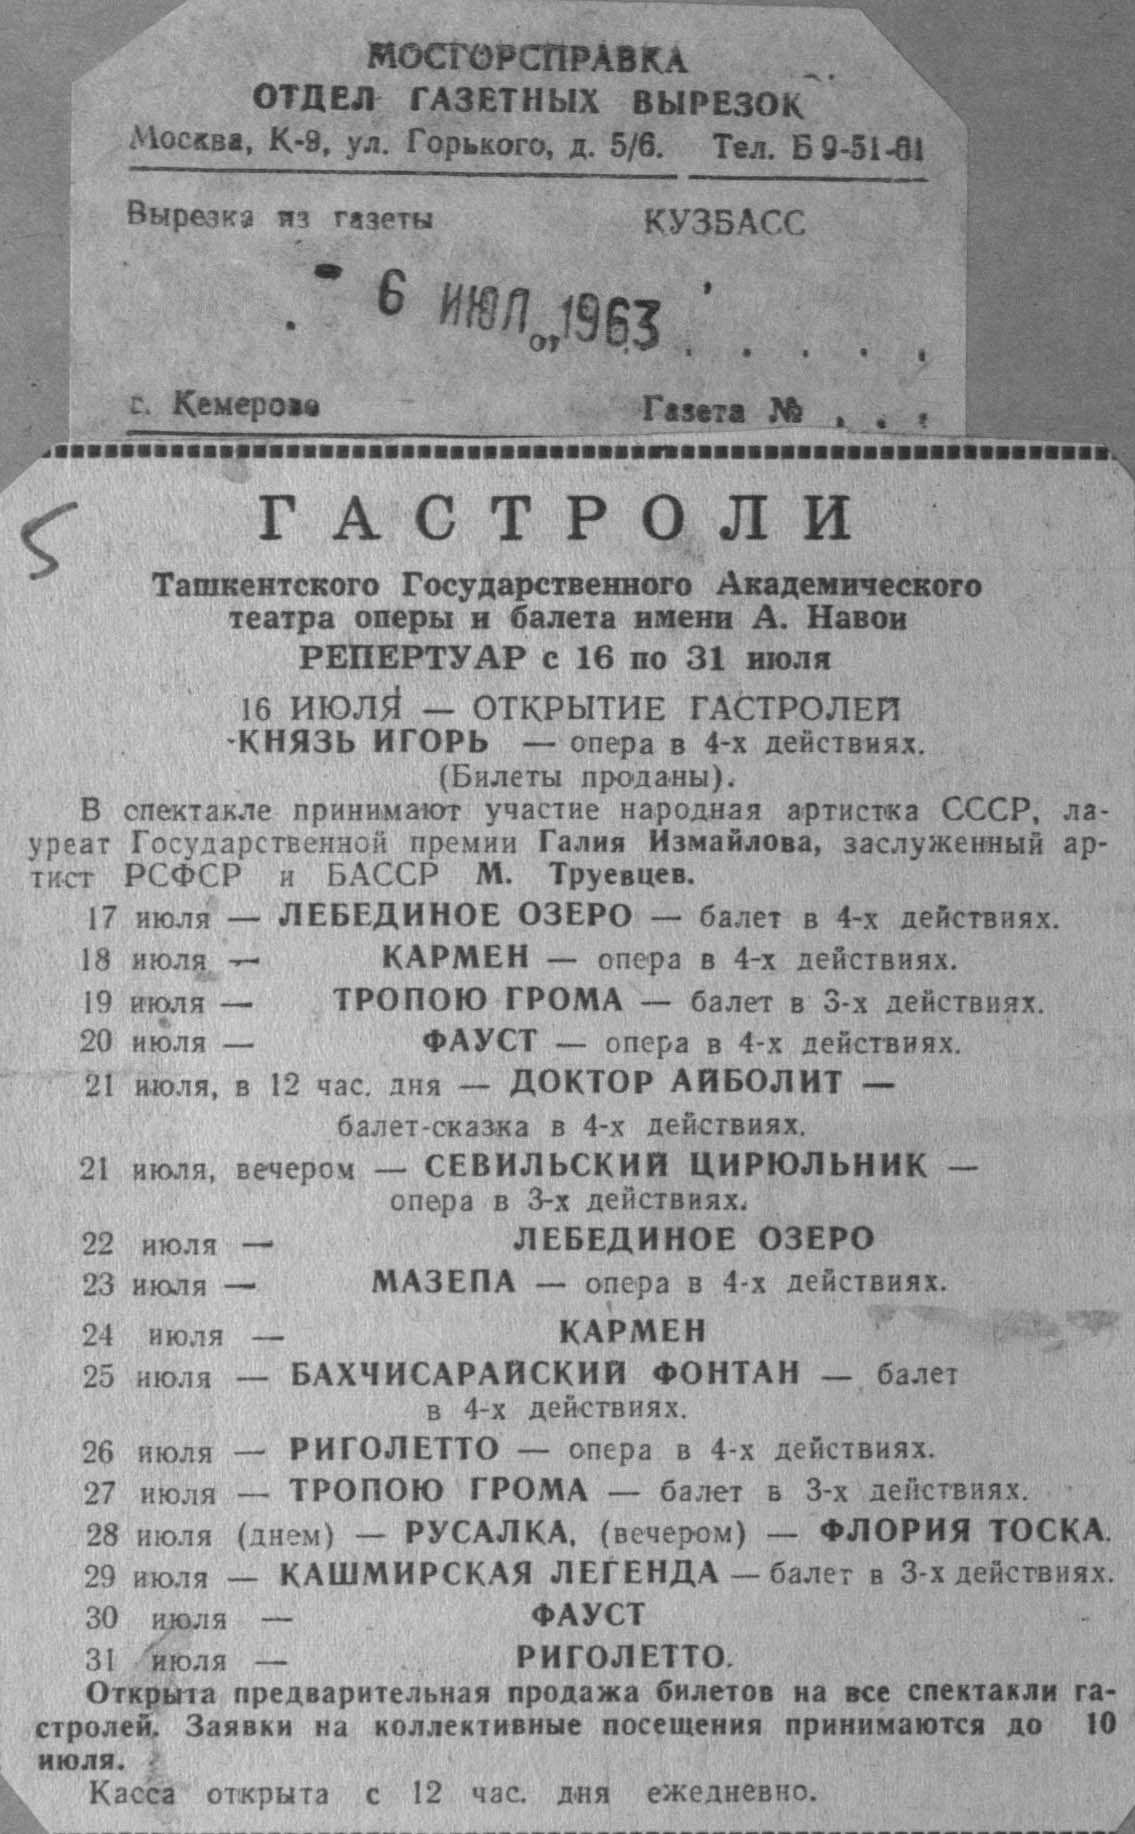 МОСГОРСПРАВКА
ОТДЕЛ ГАЗЕТНЫХ ВЫРЕЗОК
Москва, К-9, ул. Горького, д. 5/6. Тел. Б 9-51-61
Вырезка из газеты КУЗБАСС
- 6 ИЮЛ 1963
от . . . . .
г. Кемерово Газета № . . .
5
ГАСТРОЛИ
Ташкентского Государственного Академического
театра оперы и балета имени А. Навои
РЕПЕРТУАР с 16 по 31 июля
16 ИЮЛЯ — ОТКРЫТИЕ ГАСТРОЛЕЙ
КНЯЗЬ ИГОРЬ — опера в 4-х действиях.
(Билеты проданы).
В спектакле принимают участие народная артистка СССР, ла-
уреат Государственной премии Галия Измайлова, заслуженный ар-
тист РСФСР и БАССР М. Труевцев.
17 июля — ЛЕБЕДИНОЕ ОЗЕРО — балет в 4-х действиях.
18 июля — КАРМЕН — опера в 4-х действиях.
19 июля — ТРОПОЮ ГРОМА — балет в 3-х действиях.
20 июля — ФАУСТ — опера в 4-х действиях.
21 июля, в 12 час. дня — ДОКТОР АЙБОЛИТ —
балет-сказка в 4-х действиях.
21 июля, вечером — СЕВИЛЬСКИЙ ЦИРЮЛЬНИК —
опера в 3-х действиях.
22 июля — ЛЕБЕДИНОЕ ОЗЕРО
23 июля — МАЗЕПА — опера в 4-х действиях.
24 июля — КАРМЕН
25 июля — БАХЧИСАРАЙСКИЙ ФОНТАН — балет
в 4-х действиях.
26 июля — РИГОЛЕТТО — опера в 4-х действиях.
27 июля — ТРОПОЮ ГРОМА — балет в 3-х действиях.
28 июля (днем) — РУСАЛКА, (вечером) — ФЛОРИЯ ТОСКА.
29 июля — КАШМИРСКАЯ ЛЕГЕНДА — балет в 3-х действиях.
30 июля — ФАУСТ
31 июля — РИГОЛЕТТО.
Открыта предварительная продажа билетов на все спектакли га-
стролей. Заявки на коллективные посещения принимаются до 10
июля.
Касса открыта с 12 час. дня ежедневно.